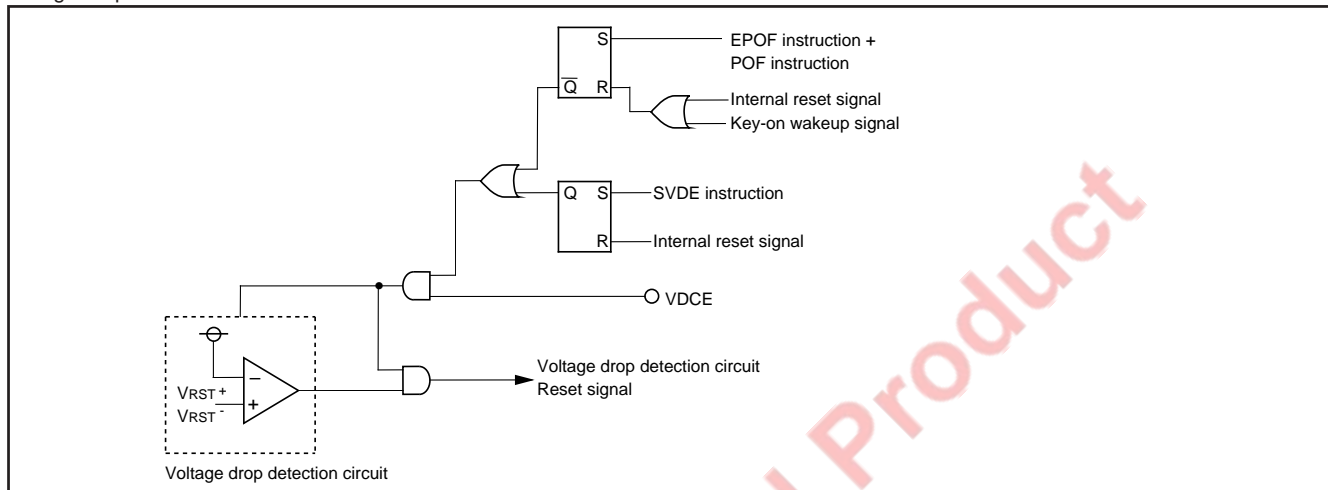 S
EPOF instruction +
POF instruction
Q R
Internal reset signal
Key-on wakeup signal
Q S
SVDE instruction
R
Internal reset signal
VDCE
−
VRST+
VRST-
+
Voltage drop detection circuit
Reset signal
Voltage drop detection circuit
Product